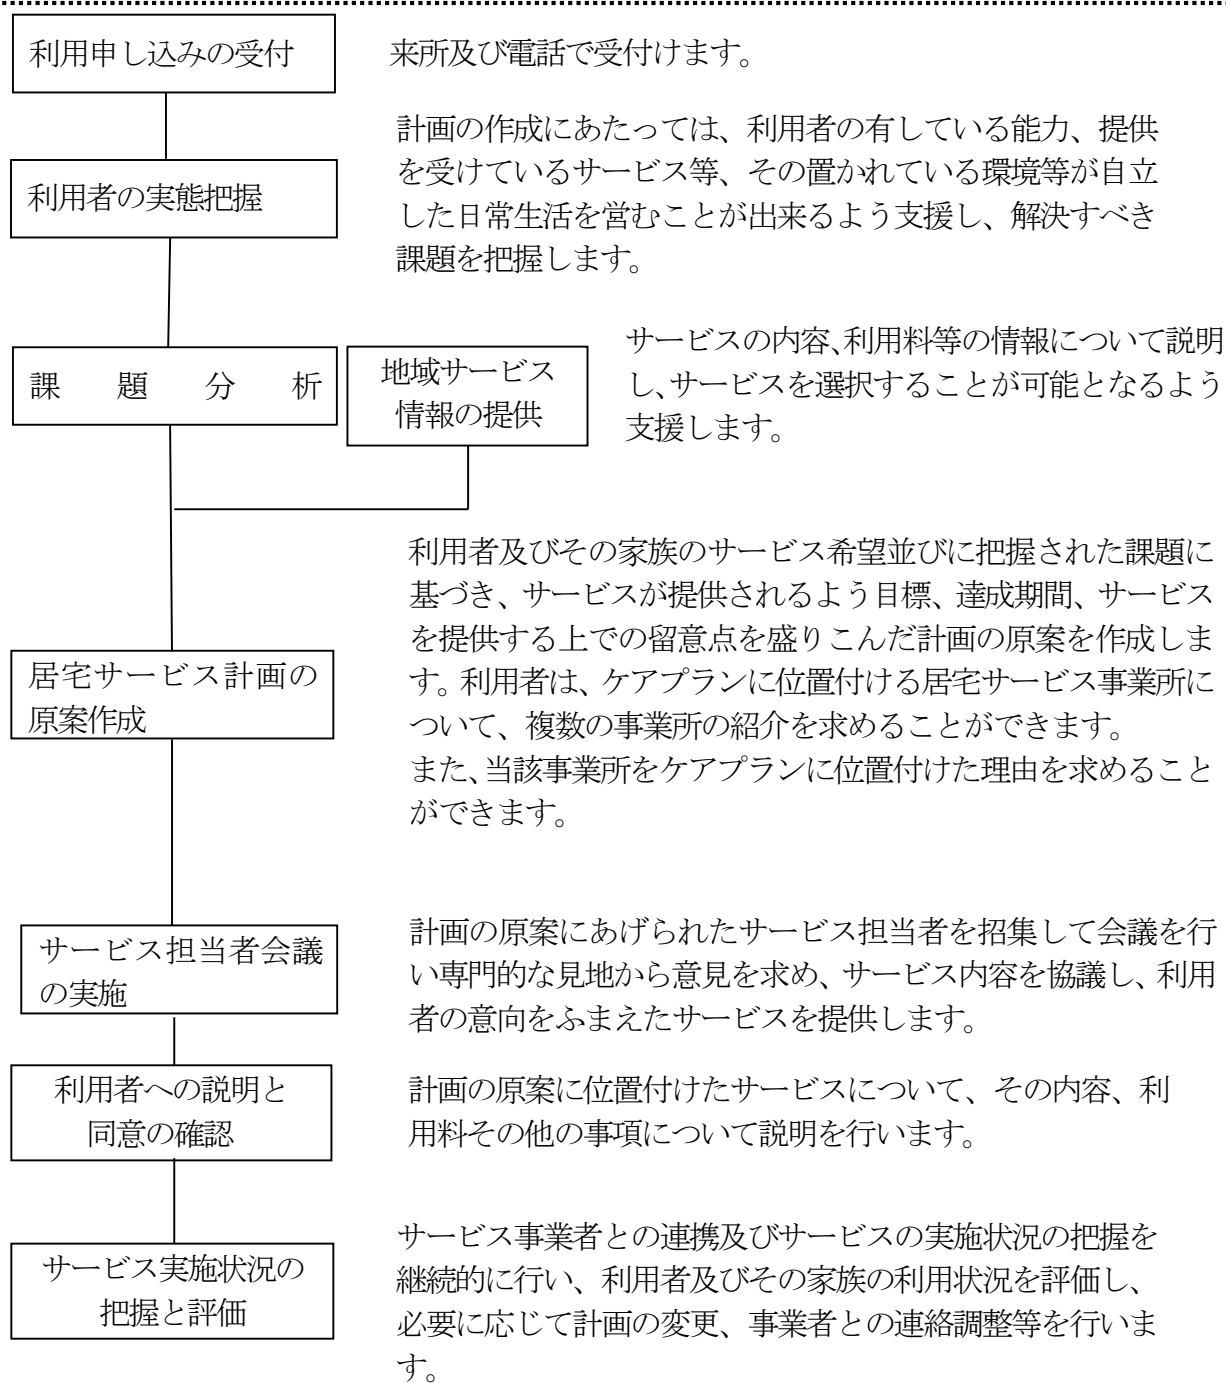 利用申し込みの受付
来所及び電話で受付けます。
計画の作成にあたっては、利用者の有している能力、提供
を受けているサービス等、その置かれている環境等が自立
した日常生活を営むことが出来るよう支援し、解決すべき
課題を把握します。
利用者の実態把握
課題分析
地域サービス
情報の提供
サービスの内容、利用料等の情報について説明
し、サービスを選択することが可能となるよう
支援します。
利用者及びその家族のサービス希望並びに把握された課題に
基づき、サービスが提供されるよう目標、達成期間、サービス
を提供する上での留意点を盛りこんだ計画の原案を作成しま
す。利用者は、ケアプランに位置付ける居宅サービス事業所に
ついて、複数の事業所の紹介を求めることができます。
また、当該事業所をケアプランに位置付けた理由を求めること
ができます。
居宅サービス計画の
原案作成
サービス担当者会議
の実施
計画の原案にあげられたサービス担当者を招集して会議を行
い専門的な見地から意見を求め、サービス内容を協議し、利用
者の意向をふまえたサービスを提供します。
利用者への説明と
同意の確認
計画の原案に位置付けたサービスについて、その内容、利
用料その他の事項について説明を行います。
サービス実施状況の
把握と評価
サービス事業者との連携及びサービスの実施状況の把握を
継続的に行い、利用者及びその家族の利用状況を評価し、
必要に応じて計画の変更、事業者との連絡調整等を行いま
す。